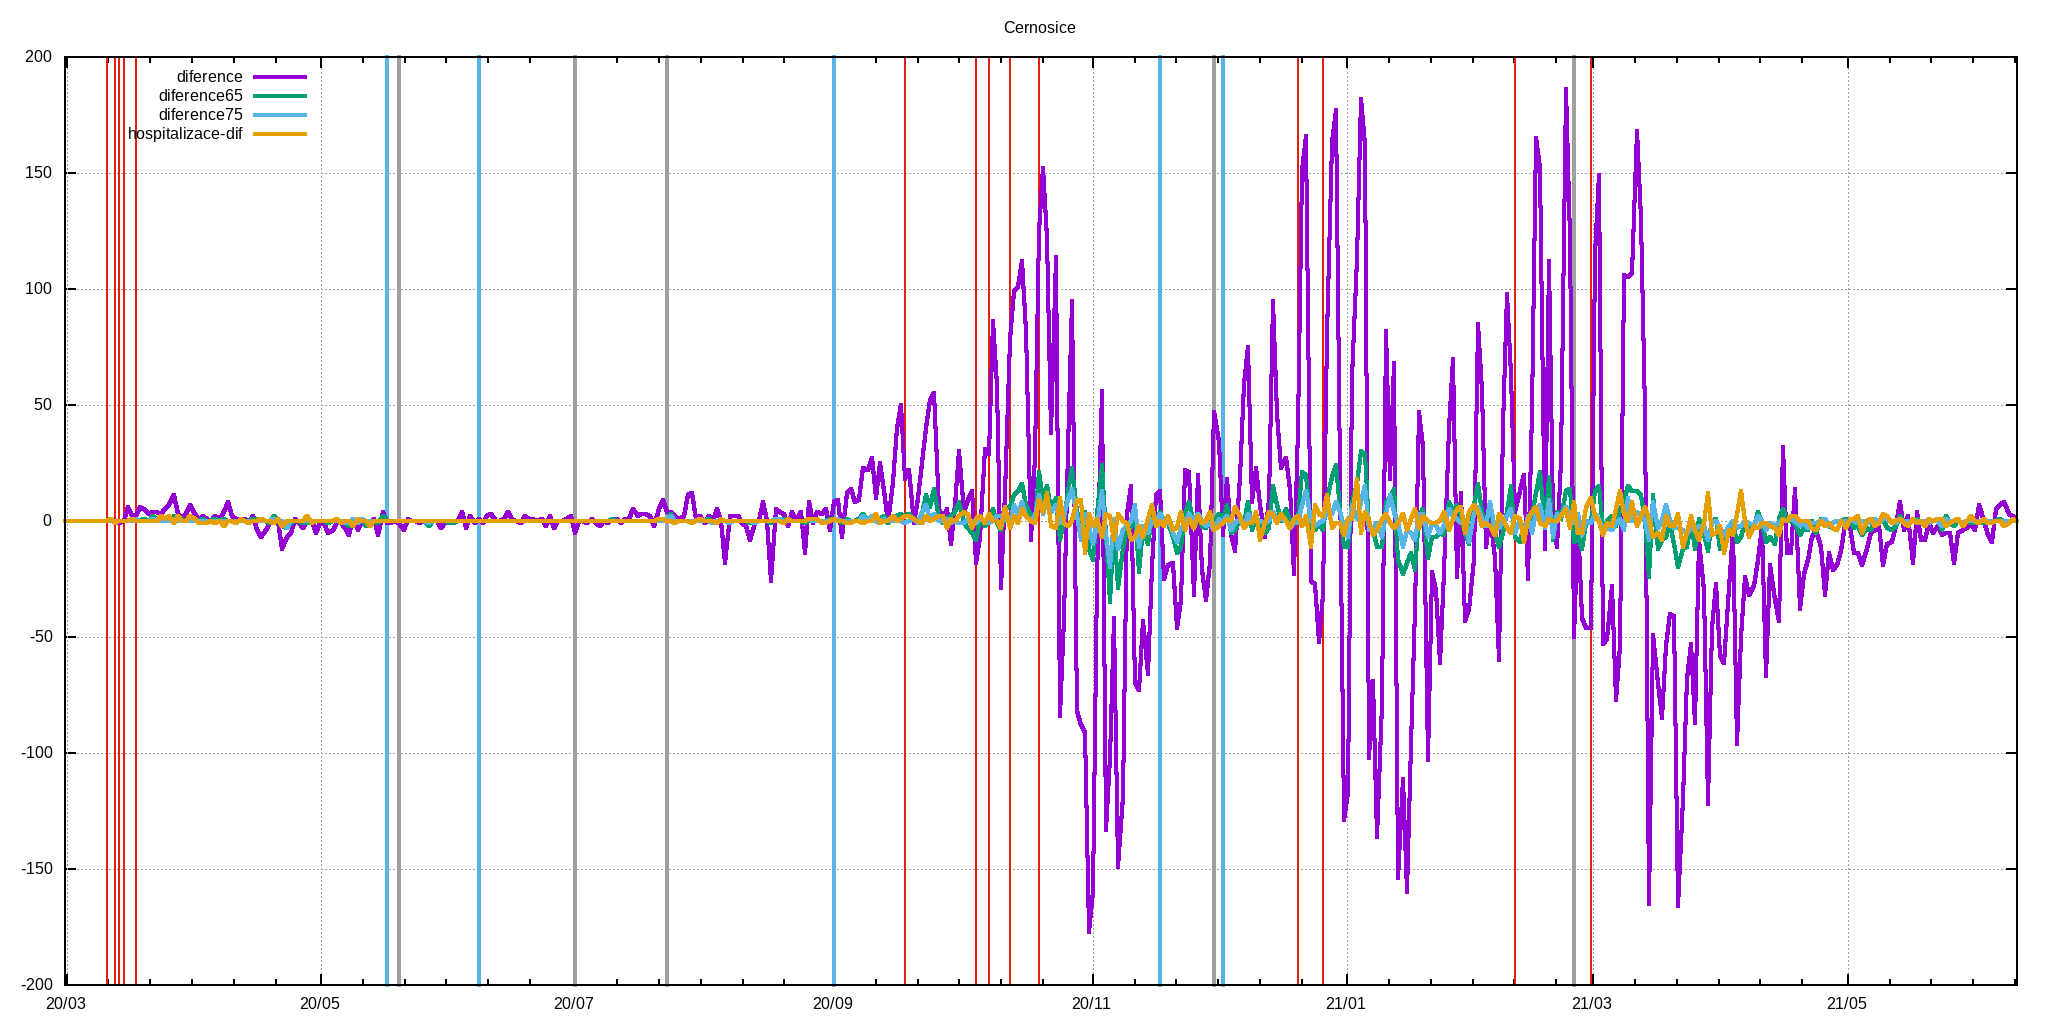 Cernosice
200
150
100
50
0
-50
-100
-150
-200
diference
diference65
diference75
hospitalizace-dif
20/03 20/05 20/07 20/09 20/11 21/01 21/03 21/05